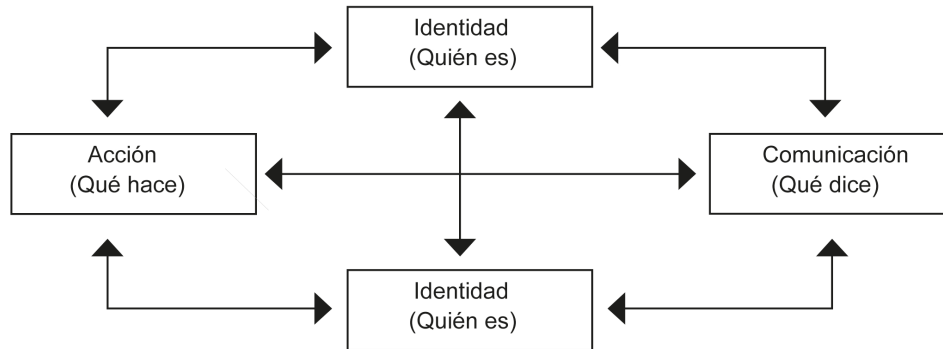 Identidad
(Quién es)
Acción
(Qué hace)
Comunicación
(Qué dice)
Identidad
(Quién es)